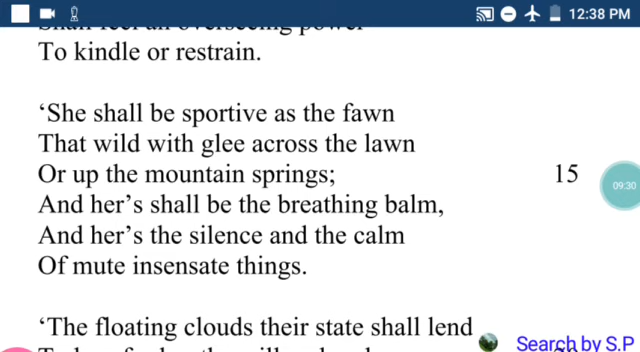 12:38 PM
To kindle or restrain.
‘She shall be sportive as the fawn
That wild with glee across the lawn
Or up the mountain springs; 15
09:30
And her’s shall be the breathing balm,
And her’s the silence and the calm
Of mute insensate things.
‘The floating clouds their state shall lend
Search by S.P